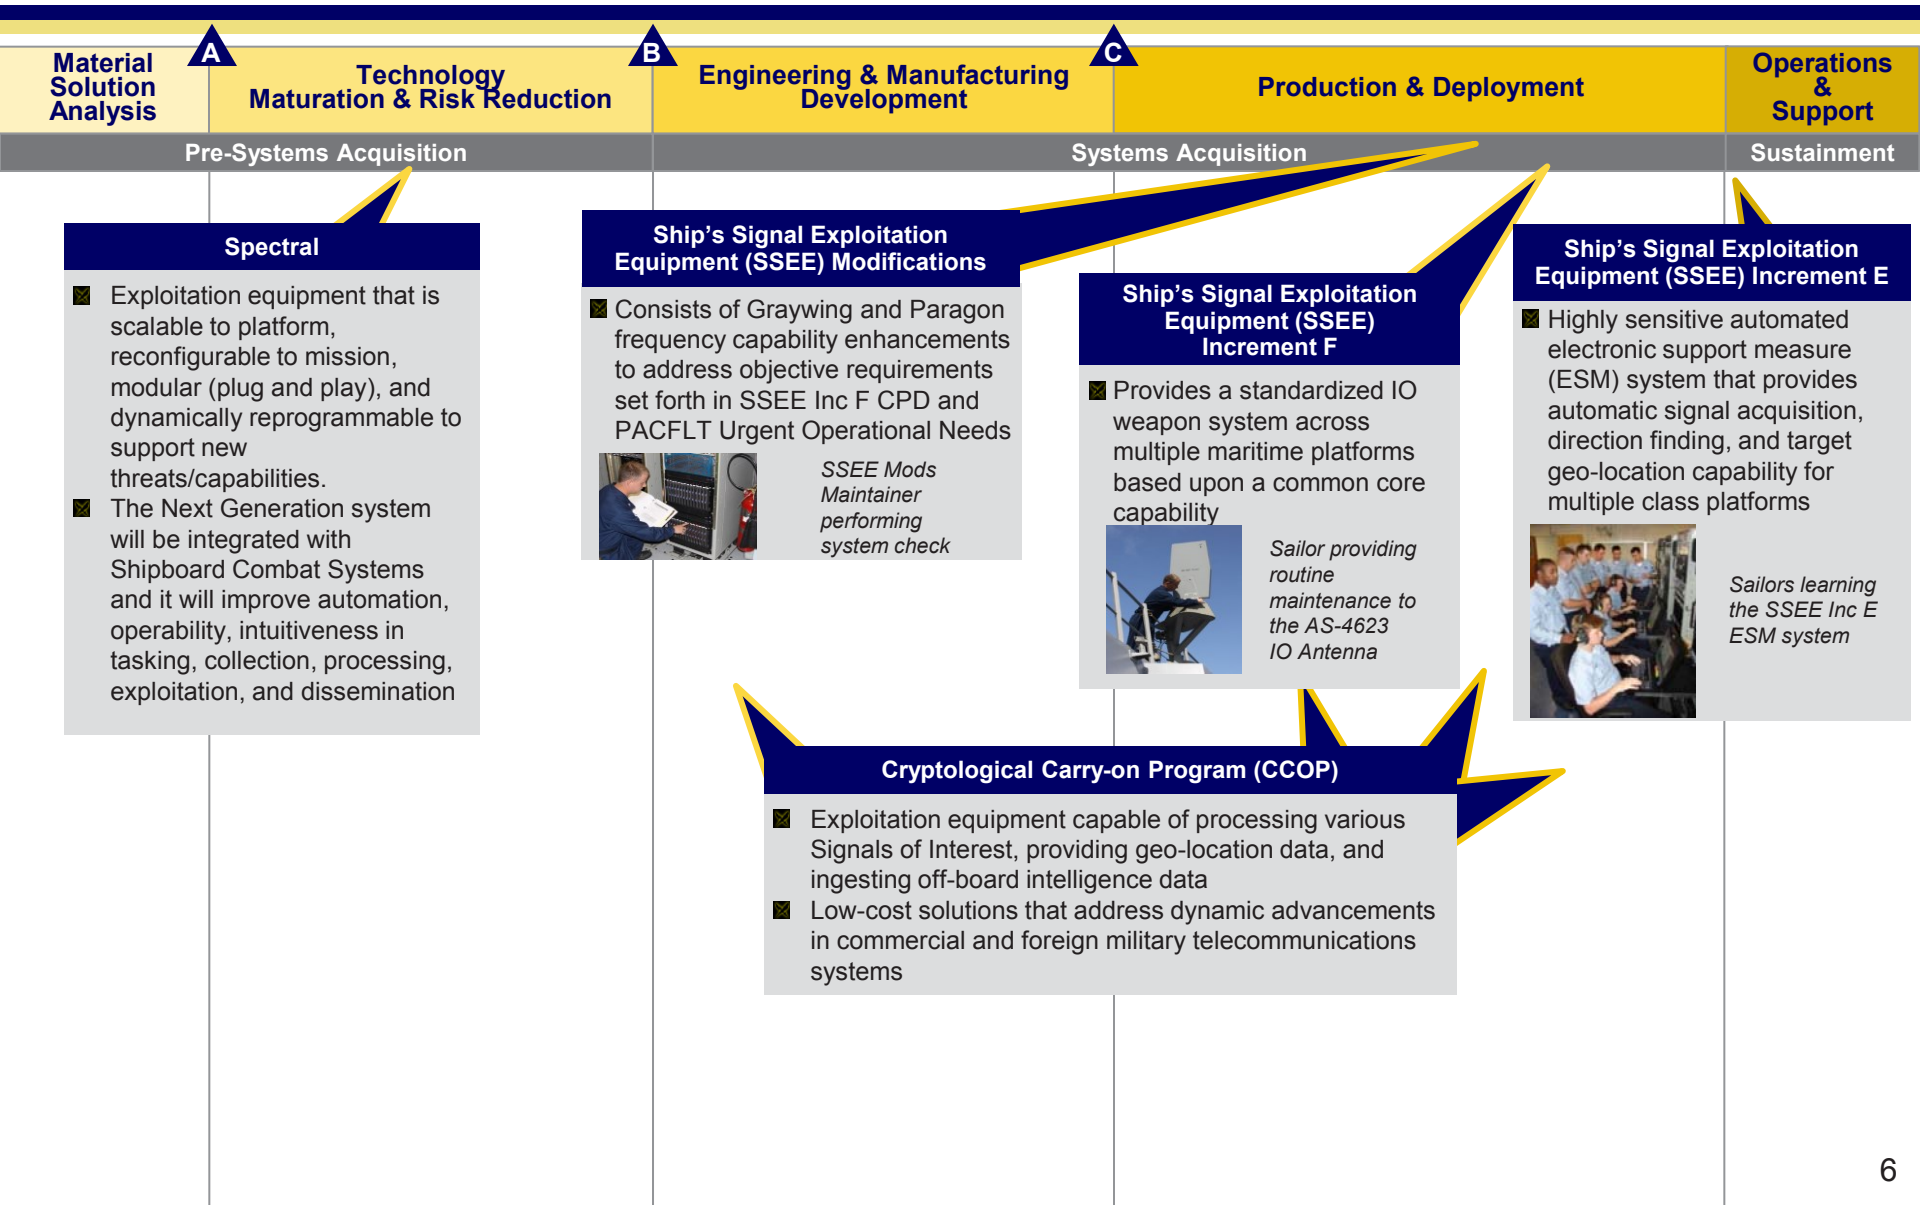 A
B
C
Material
Solution
Analysis
Technology
Maturation & Risk Reduction
Engineering & Manufacturing
Development
Production & Deployment
Operations
&
Support
Pre-Systems Acquisition
Systems Acquisition
Sustainment
Spectral
Exploitation equipment that is
scalable to platform,
reconfigurable to mission,
modular (plug and play), and
dynamically reprogrammable to
support new
threats/capabilities.
The Next Generation system
will be integrated with
Shipboard Combat Systems
and it will improve automation,
operability, intuitiveness in
tasking, collection, processing,
exploitation, and dissemination
Ship’s Signal Exploitation
Equipment (SSEE) Modifications
Consists of Graywing and Paragon
frequency capability enhancements
to address objective requirements
set forth in SSEE Inc F CPD and
PACFLT Urgent Operational Needs
SSEE Mods
Maintainer
performing
system check
Ship’s Signal Exploitation
Equipment (SSEE)
Increment F
Provides a standardized IO
weapon system across
multiple maritime platforms
based upon a common core
capability
Sailor providing
routine
maintenance to
the AS-4623
IO Antenna
Ship’s Signal Exploitation
Equipment (SSEE) Increment E
Highly sensitive automated
electronic support measure
(ESM) system that provides
automatic signal acquisition,
direction finding, and target
geo-location capability for
multiple class platforms
Sailors learning
the SSEE Inc E
ESM system
Cryptological Carry-on Program (CCOP)
Exploitation equipment capable of processing various
Signals of Interest, providing geo-location data, and
ingesting off-board intelligence data
Low-cost solutions that address dynamic advancements
in commercial and foreign military telecommunications
systems
6